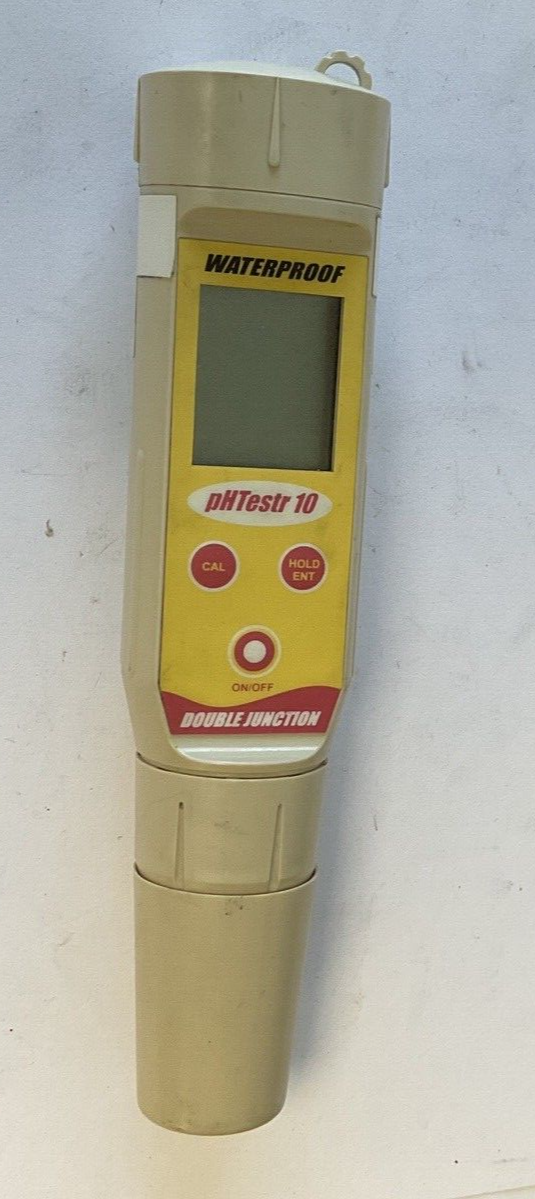 WATERPROOF
pHTestr 10
CAL
HOLD
ENT
ON/OFF
DOUBLE JUNCTION